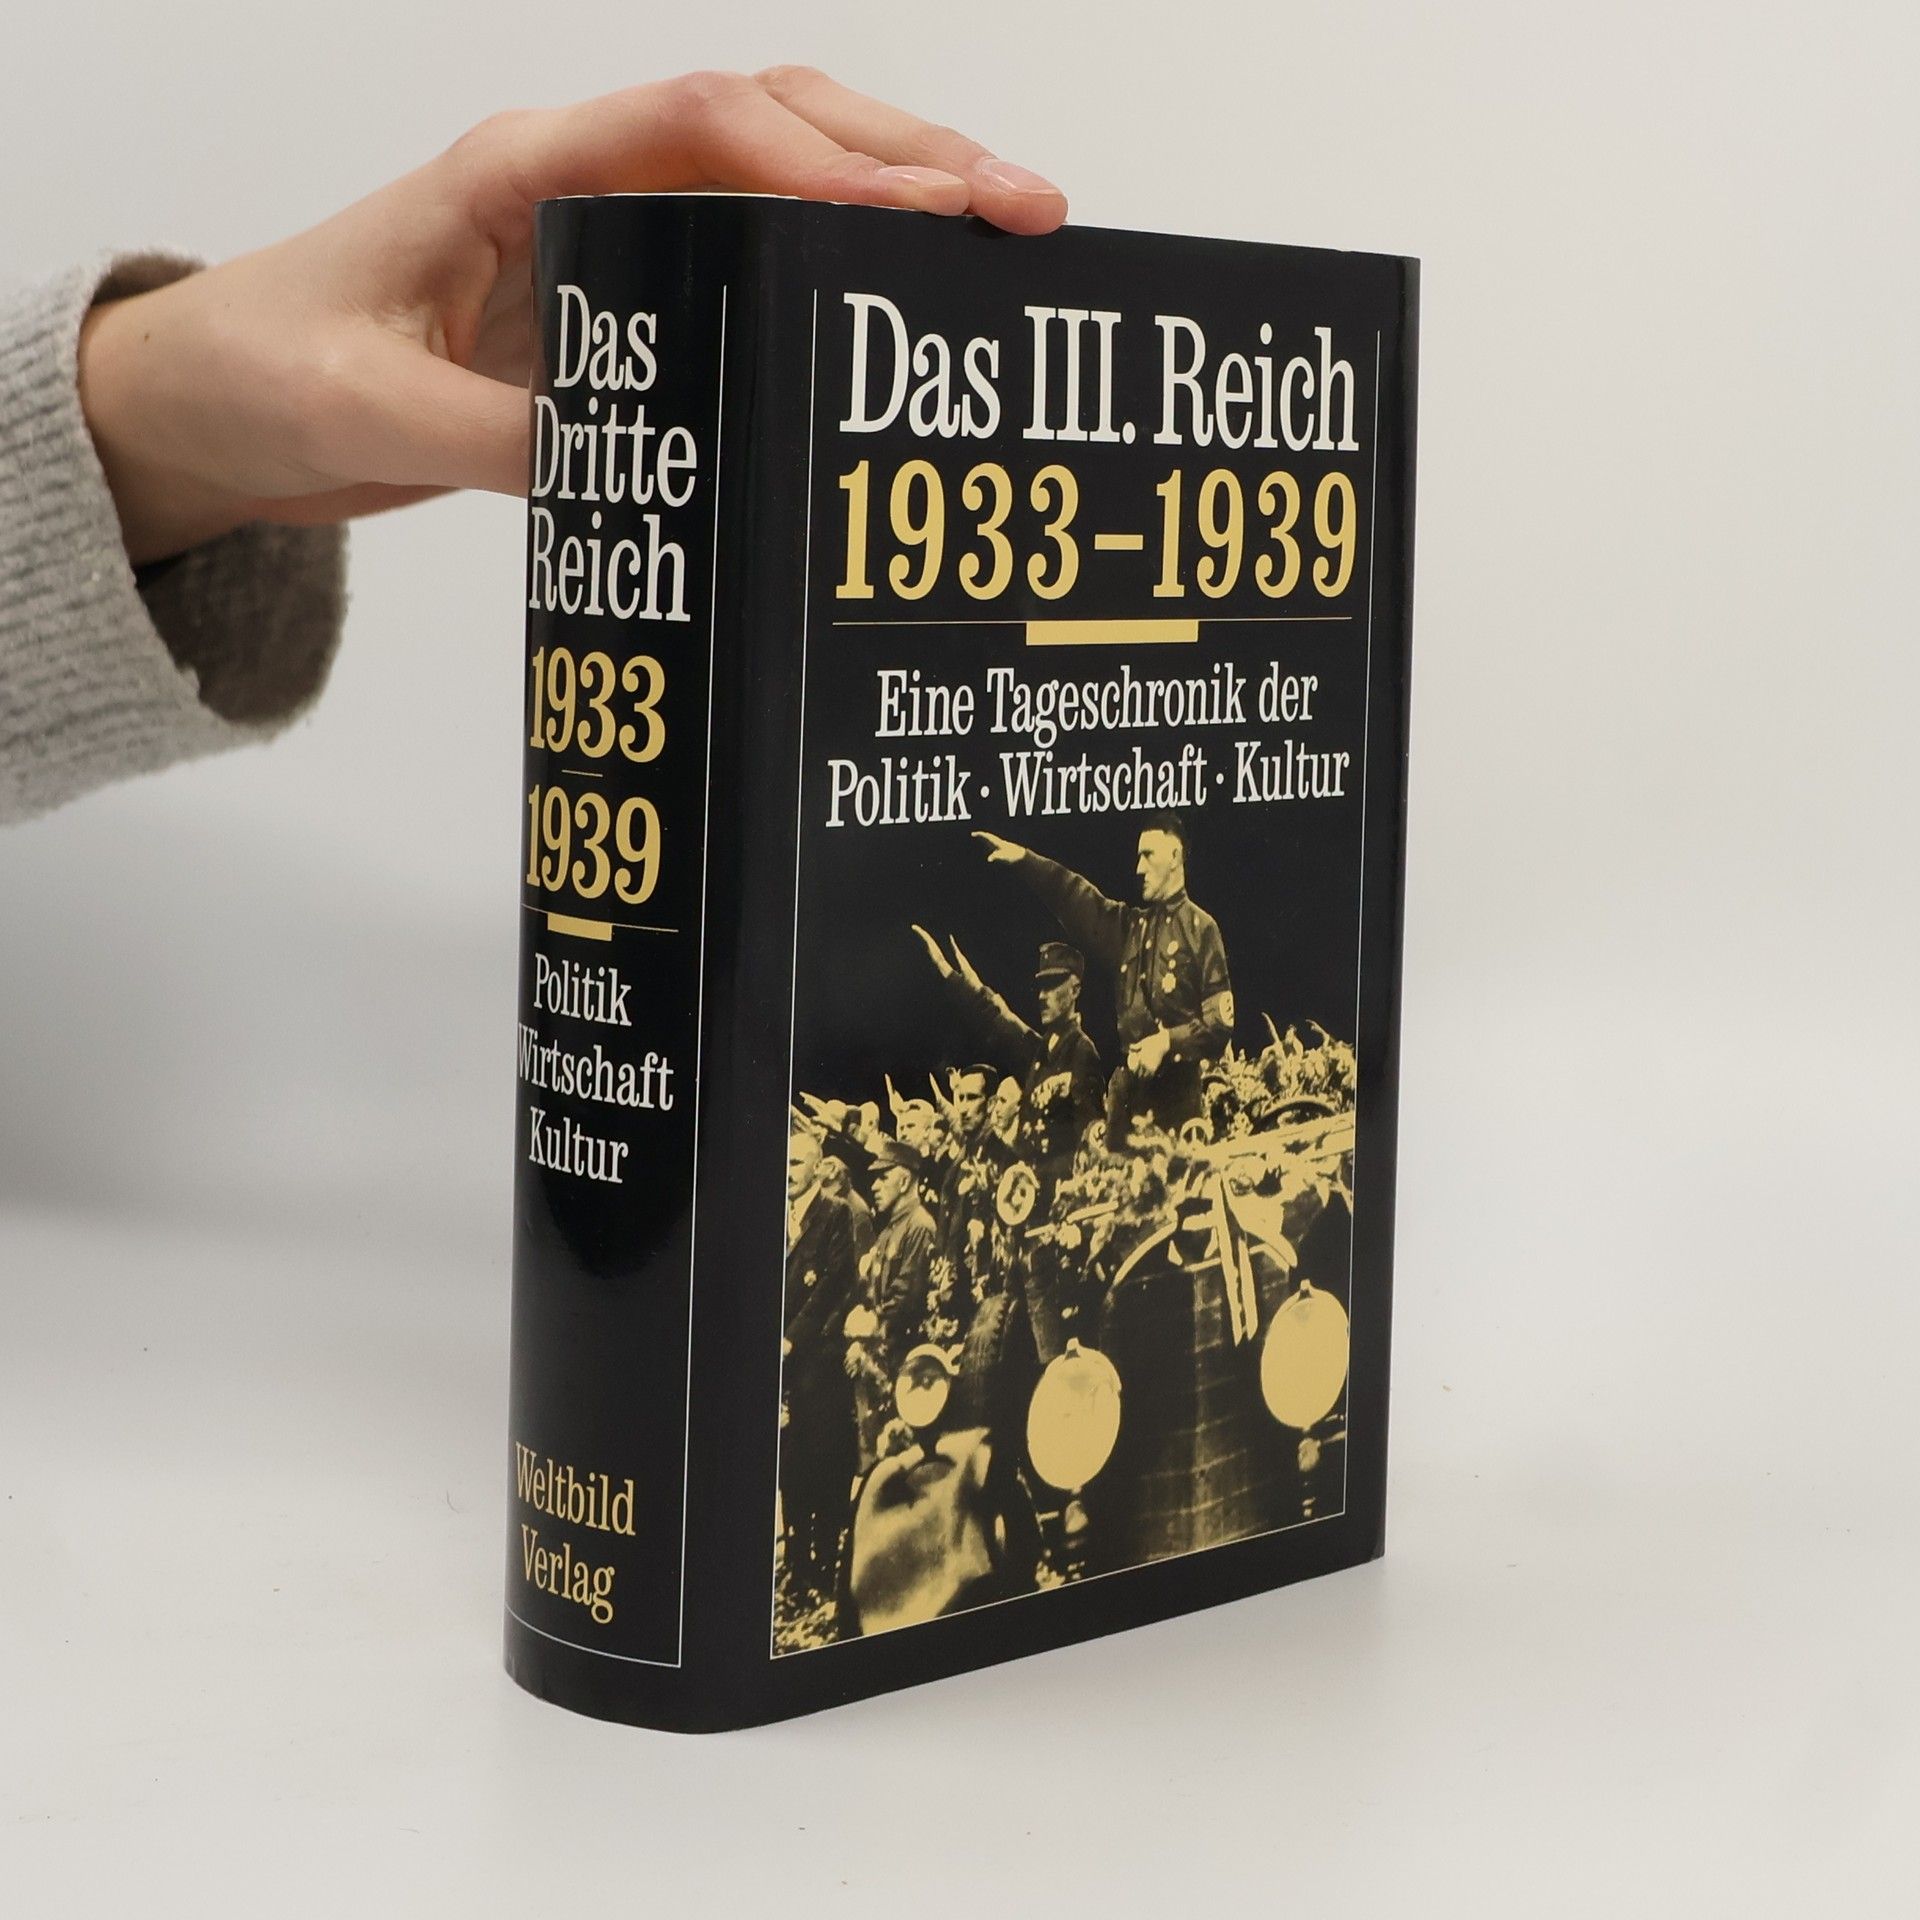 Das
Dritte
Reich
1933
–
1939
Politik
Wirtschaft
Kultur
Weltbild
Verlag
Das III. Reich
1933–1939
Eine Tageschronik der
Politik · Wirtschaft · Kultur